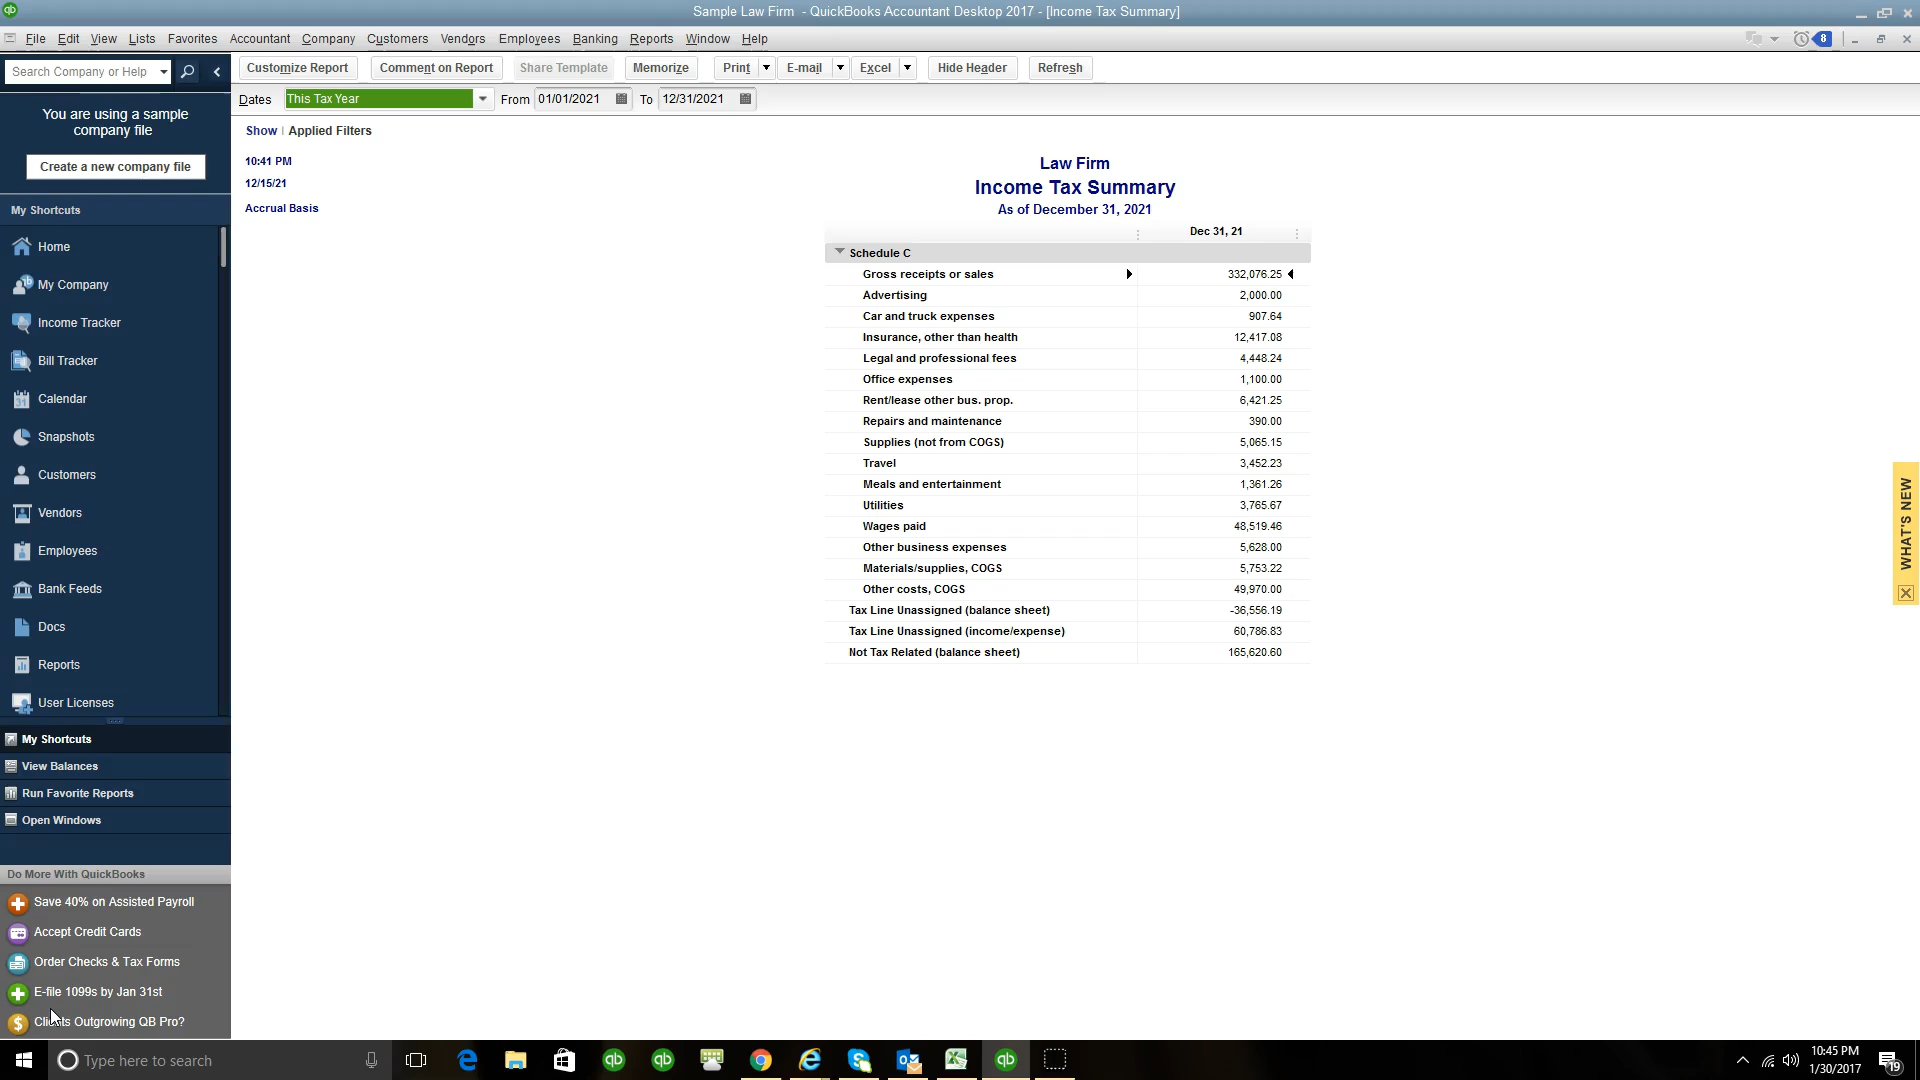 Sample Law Firm - QuickBooks Accountant Desktop 2017 - [Income Tax Summary]
File Edit View Lists Favorites Accountant Company Customers Vendors Employees Banking Reports Window Help
8
Search Company or Help
Customize Report Comment on Report Share Template Memorize Print E-mail Excel Hide Header Refresh
Dates This Tax Year From 01/01/2021 To 12/31/2021
You are using a sample
company file
Create a new company file
My Shortcuts
Home
My Company
Income Tracker
Bill Tracker
31
Calendar
Snapshots
Customers
Vendors
Employees
Bank Feeds
Docs
Reports
User Licenses
My Shortcuts
View Balances
Run Favorite Reports
Open Windows
Do More With QuickBooks
Save 40% on Assisted Payroll
Accept Credit Cards
Order Checks & Tax Forms
E-file 1099s by Jan 31st
Clients Outgrowing QB Pro?
Show | Applied Filters
10:41 PM
12/15/21
Accrual Basis
Law Firm
Income Tax Summary
As of December 31, 2021
Dec 31, 21
Schedule C
Gross receipts or sales 332,076.25
Advertising 2,000.00
Car and truck expenses 907.64
Insurance, other than health 12,417.08
Legal and professional fees 4,448.24
Office expenses 1,100.00
Rent/lease other bus. prop. 6,421.25
Repairs and maintenance 390.00
Supplies (not from COGS) 5,065.15
Travel 3,452.23
Meals and entertainment 1,361.26
Utilities 3,765.67
Wages paid 48,519.46
Other business expenses 5,628.00
Materials/supplies, COGS 5,753.22
Other costs, COGS 49,970.00
Tax Line Unassigned (balance sheet) -36,556.19
Tax Line Unassigned (income/expense) 60,786.83
Not Tax Related (balance sheet) 165,620.60
WHAT'S NEW
Type here to search
10:45 PM
1/30/2017
19